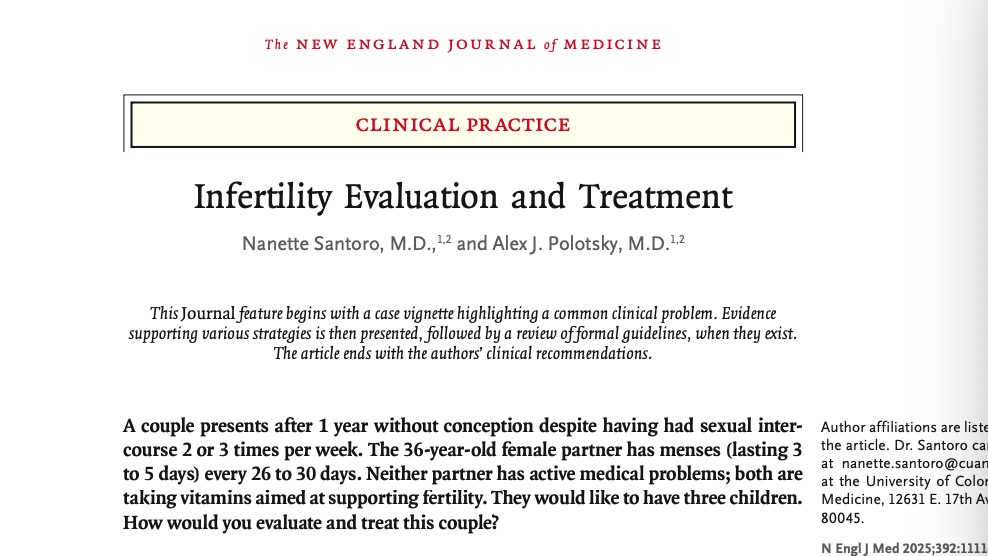 The NEW ENGLAND JOURNAL of MEDICINE
CLINICAL PRACTICE
Infertility Evaluation and Treatment
Nanette Santoro, M.D.,1,2 and Alex J. Polotsky, M.D.1,2
This Journal feature begins with a case vignette highlighting a common clinical problem. Evidence
supporting various strategies is then presented, followed by a review of formal guidelines, when they exist.
The article ends with the authors’ clinical recommendations.
A couple presents after 1 year without conception despite having had sexual inter-
course 2 or 3 times per week. The 36-year-old female partner has menses (lasting 3
to 5 days) every 26 to 30 days. Neither partner has active medical problems; both are
taking vitamins aimed at supporting fertility. They would like to have three children.
How would you evaluate and treat this couple?
Author affiliations are liste
the article. Dr. Santoro ca
at nanette.santoro@cuan
at the University of Color
Medicine, 12631 E. 17th Av
80045.
N Engl J Med 2025;392:1111